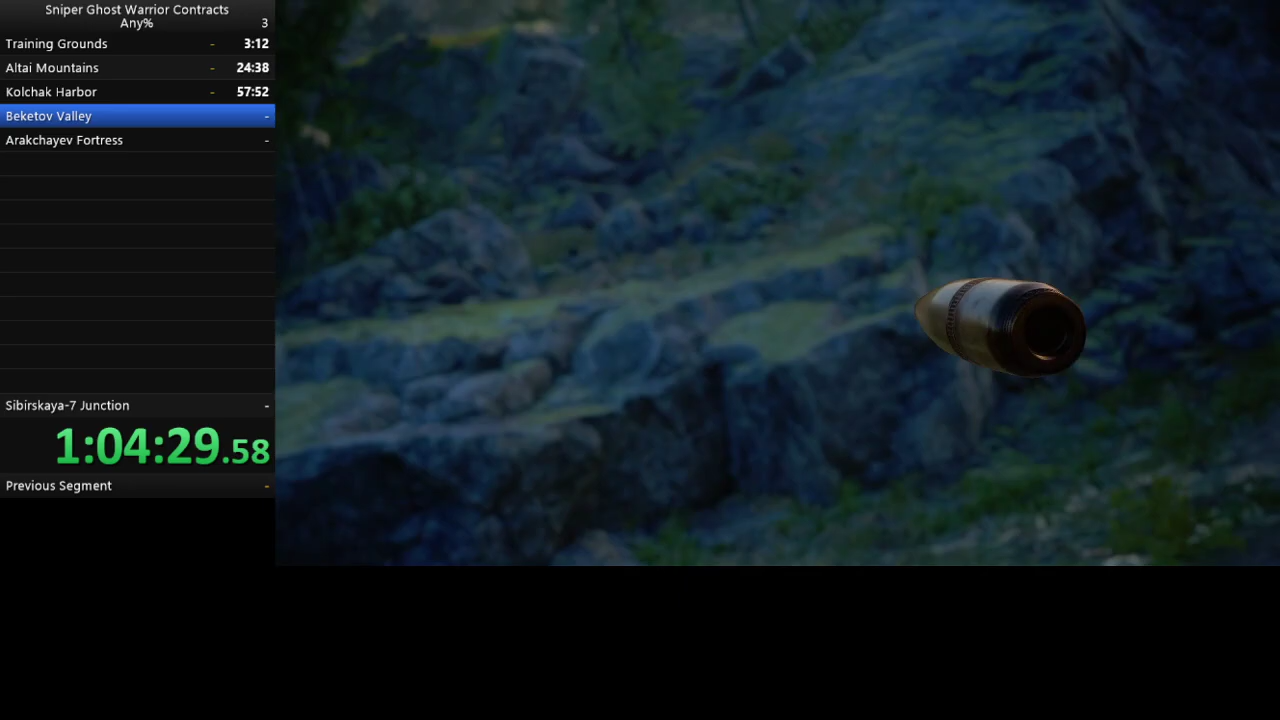 Sniper Ghost Warrior Contracts
Any% 3
Training Grounds - 3:12
Altai Mountains - 24:38
Kolchak Harbor - 57:52
Beketov Valley -
Arakchayev Fortress -
Sibirskaya-7 Junction -
1:04:29.58
Previous Segment -